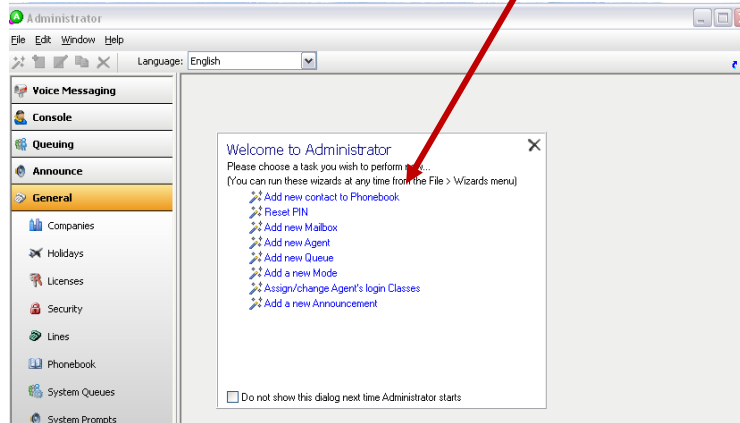 Administrator
File Edit Window Help
Language: English
Voice Messaging
Console
Queuing
Announce
General
Companies
Holidays
Licenses
Security
Lines
Phonebook
System Queues
System Prompts
Welcome to Administrator
Please choose a task you wish to perform
(You can run these wizards at any time from the File > Wizards menu)
Add new contact to Phonebook
Reset PIN
Add new Mailbox
Add new Agent
Add new Queue
Add a new Mode
Assign/change Agent's login Classes
Add a new Announcement
Do not show this dialog next time Administrator starts